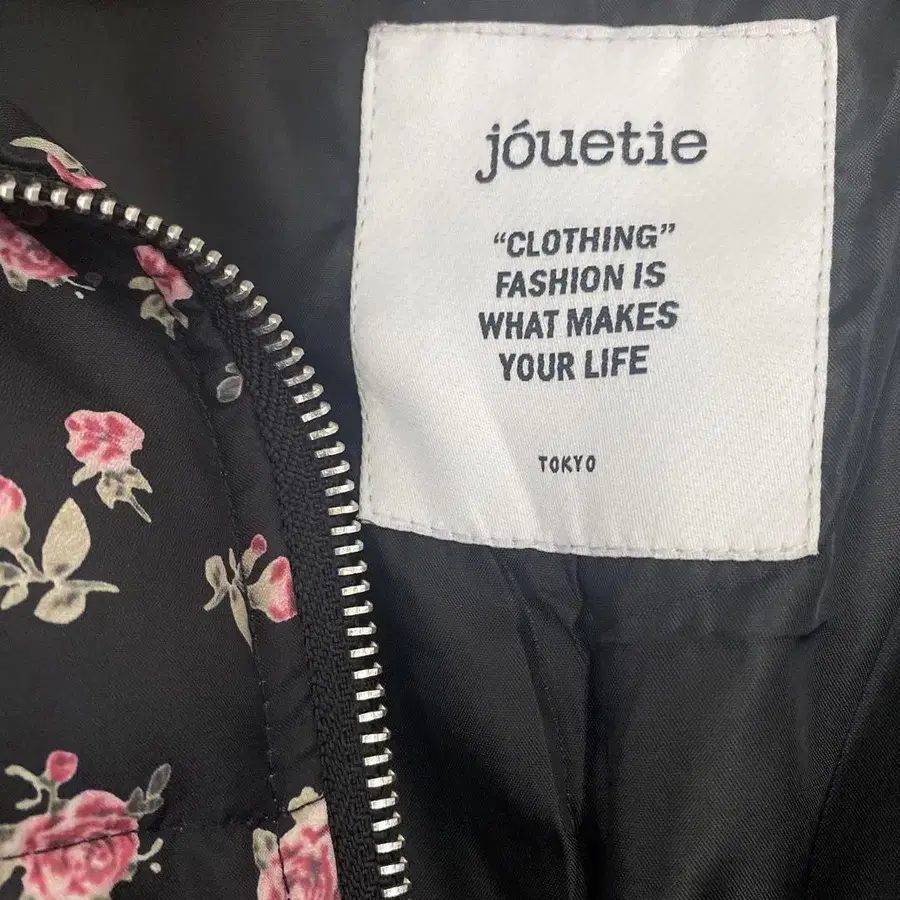 jóuetie
“CLOTHING”
FASHION IS
WHAT MAKES
YOUR LIFE
TOKYO